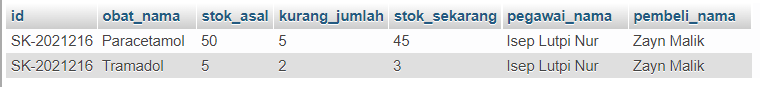 id obat_nama stok_asal kurang_jumlah stok_sekarang pegawai_nama pembeli_nama
SK-2021216 Paracetamol 50 5 45 Isep Lutpi Nur Zayn Malik
SK-2021216 Tramadol 5 2 3 Isep Lutpi Nur Zayn Malik